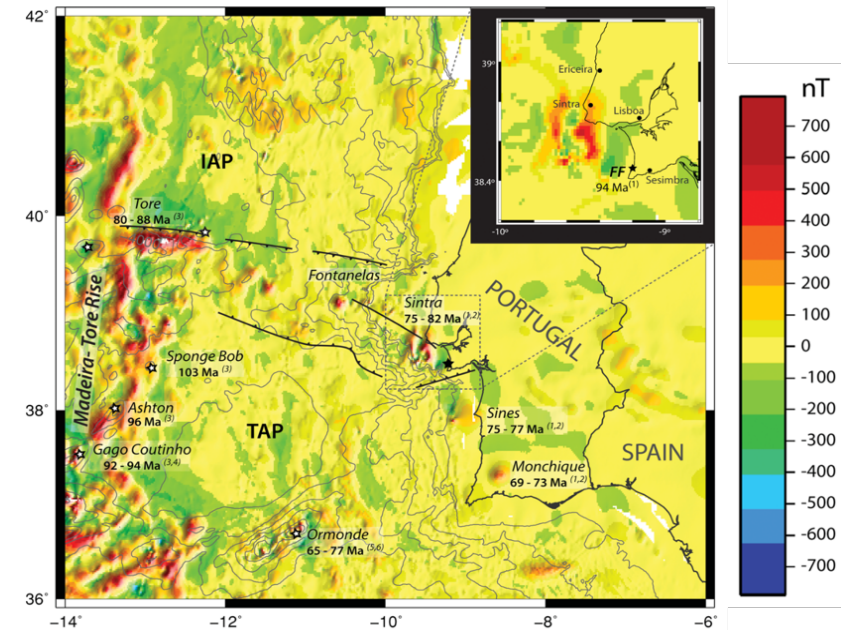 42°
40°
38°
36°
−14°
−12°
−10°
−8°
−6°
IAP
Tore
80 - 88 Ma (3)
Fontanelas
Madeira- Tore Rise
Sponge Bob
103 Ma (3)
Ashton
96 Ma (3)
Gago Coutinho
92 - 94 Ma (3,4)
TAP
Ormonde
65 - 77 Ma (5,6)
Sintra
75 - 82 Ma (1,2)
PORTUGAL
Sines
75 - 77 Ma (1,2)
Monchique
69 - 73 Ma (1,2)
SPAIN
39°
38.4°
-10°
-9°
Ericeira
Sintra
Lisboa
FF
94 Ma(1)
Sesimbra
nT
700
600
500
400
300
200
100
0
-100
-200
-300
-400
-500
-600
-700